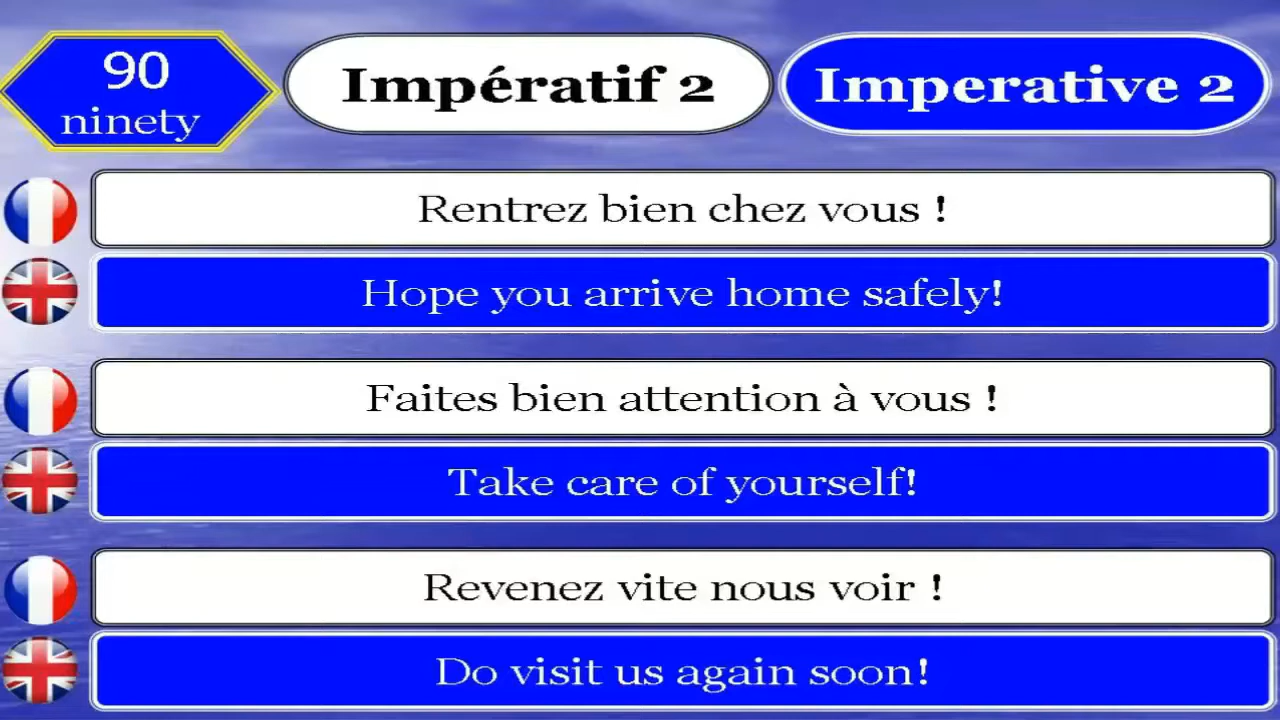 90
ninety
Impératif 2
Imperative 2
Rentrez bien chez vous !
Hope you arrive home safely!
Faites bien attention à vous !
Take care of yourself!
Revenez vite nous voir !
Do visit us again soon!